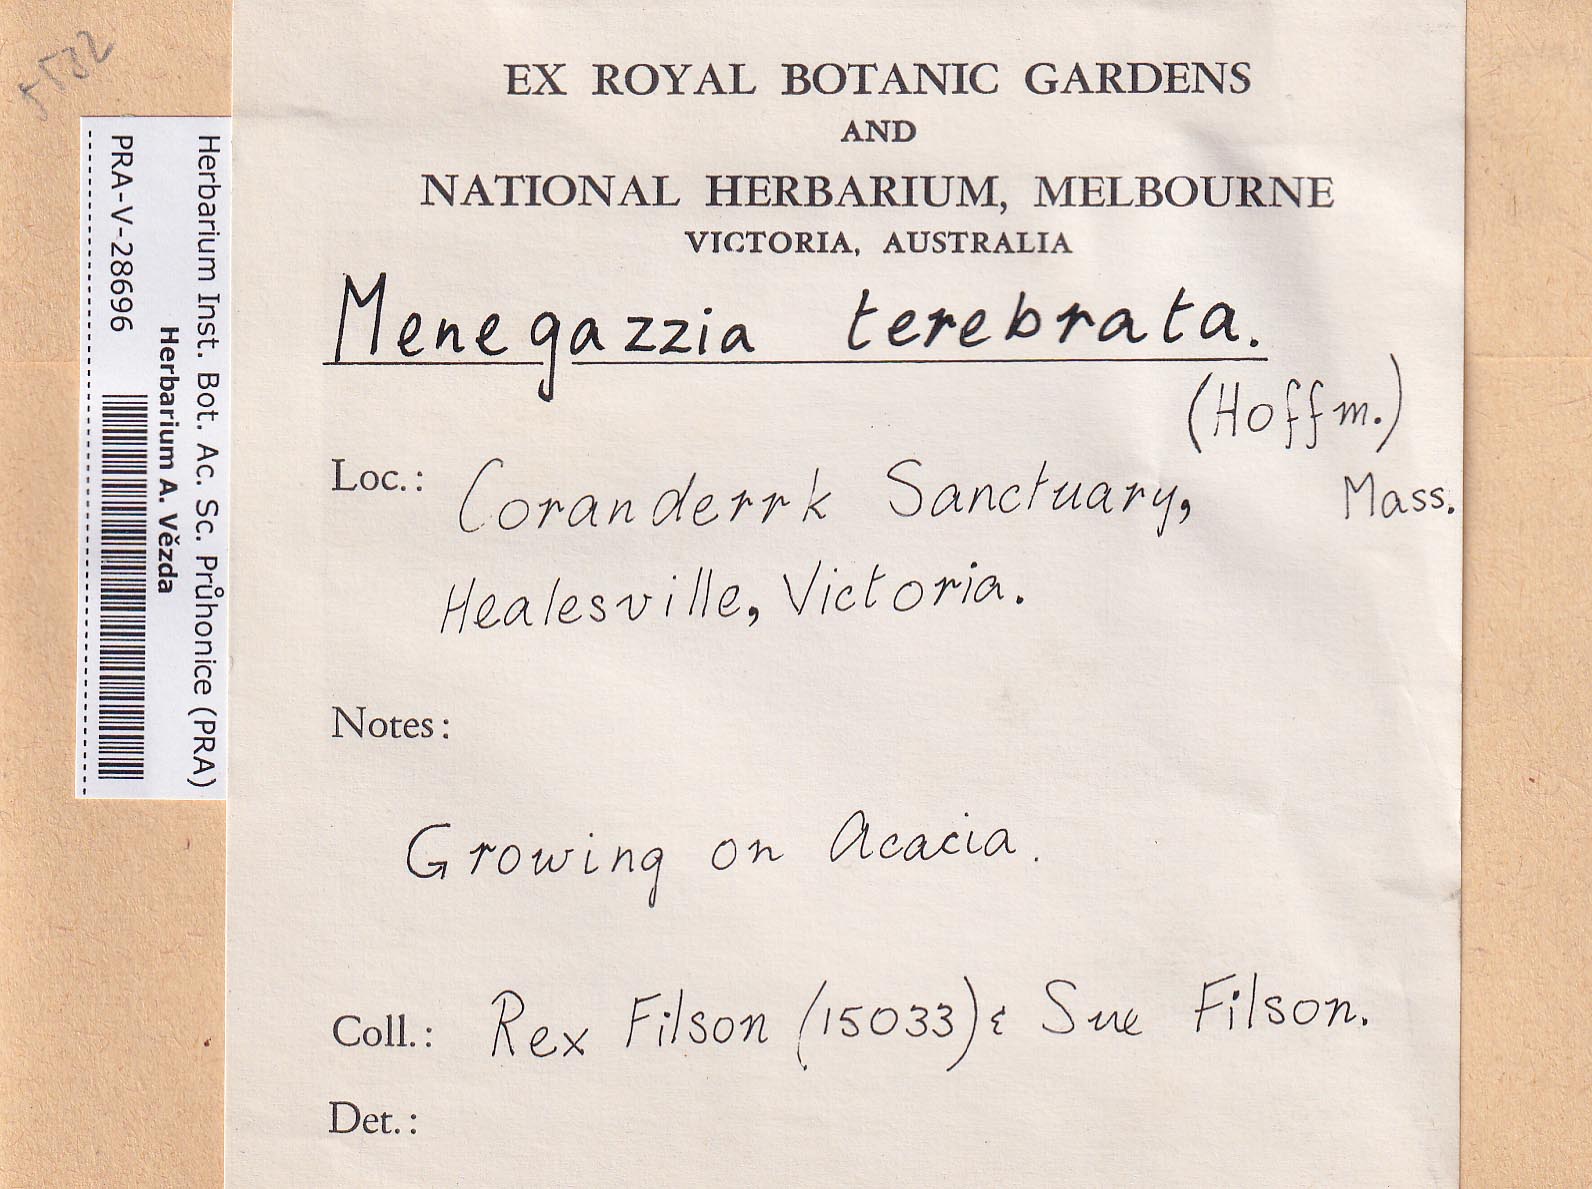 5532
Herbarium Inst. Bot. Ac. Sc. Průhonice (PRA)
Herbarium A. Vězda
PRA-V-28696
EX ROYAL BOTANIC GARDENS
AND
NATIONAL HERBARIUM, MELBOURNE
VICTORIA, AUSTRALIA
Menegazzia terebrata.
(Hoffm.)
Mass.
Loc.: Coranderrk Sanctuary,
Healesville, Victoria.
Notes:
Growing on Acacia.
Coll.: Rex Filson (15033) & Sue Filson.
Det.: